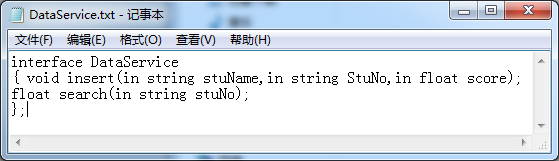 DataService.txt - 记事本
文件(F) 编辑(E) 格式(O) 查看(V) 帮助(H)
interface DataService
{ void insert(in string stuName,in string StuNo,in float score);
float search(in string stuNo);
};